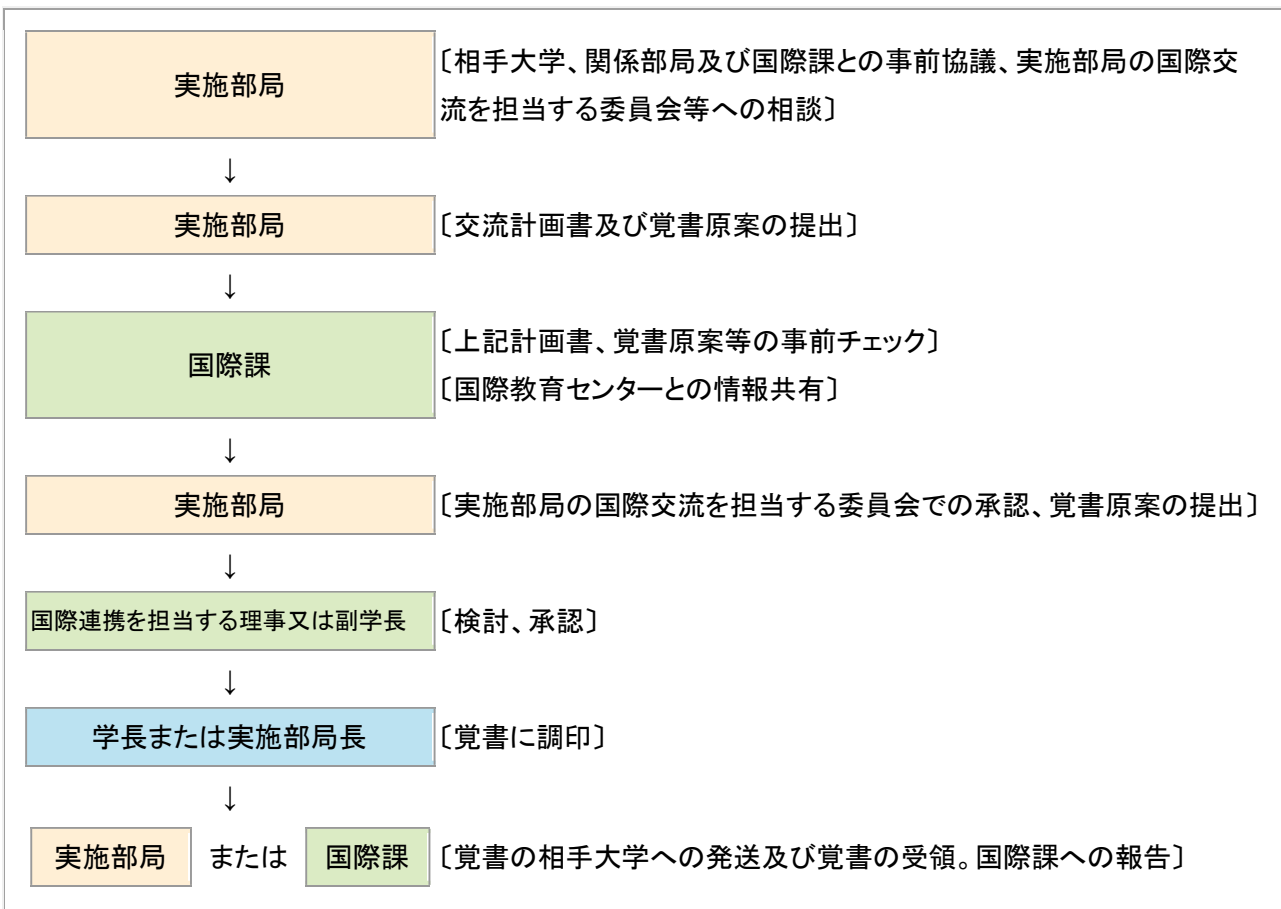 実施部局
〔相手大学、関係部局及び国際課との事前協議、実施部局の国際交
流を担当する委員会等への相談〕
↓
実施部局
〔交流計画書及び覚書原案の提出〕
↓
国際課
〔上記計画書、覚書原案等の事前チェック〕
〔国際教育センターとの情報共有〕
↓
実施部局
〔実施部局の国際交流を担当する委員会での承認、覚書原案の提出〕
↓
国際連携を担当する理事又は副学長
〔検討、承認〕
↓
学長または実施部局長
〔覚書に調印〕
↓
実施部局 または 国際課 〔覚書の相手大学への発送及び覚書の受領。国際課への報告〕